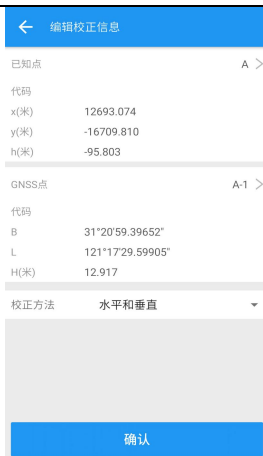 编辑校正信息
已知点 A
代码
x(米) 12693.074
y(米) -16709.810
h(米) -95.803
GNSS点 A-1
代码
B 31°20'59.39652"
L 121°17'29.59905"
H(米) 12.917
校正方法 水平和垂直
确认